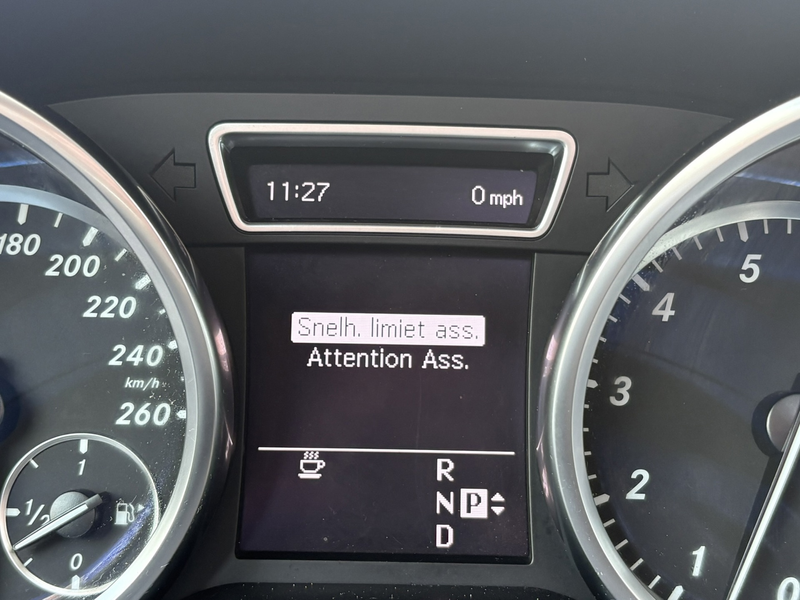 11:27 0 mph
Snelh. limiet ass.
Attention Ass.
R
N P
D
180
200
220
240
km/h
260
1
1/2
0
5
4
3
2
1
0